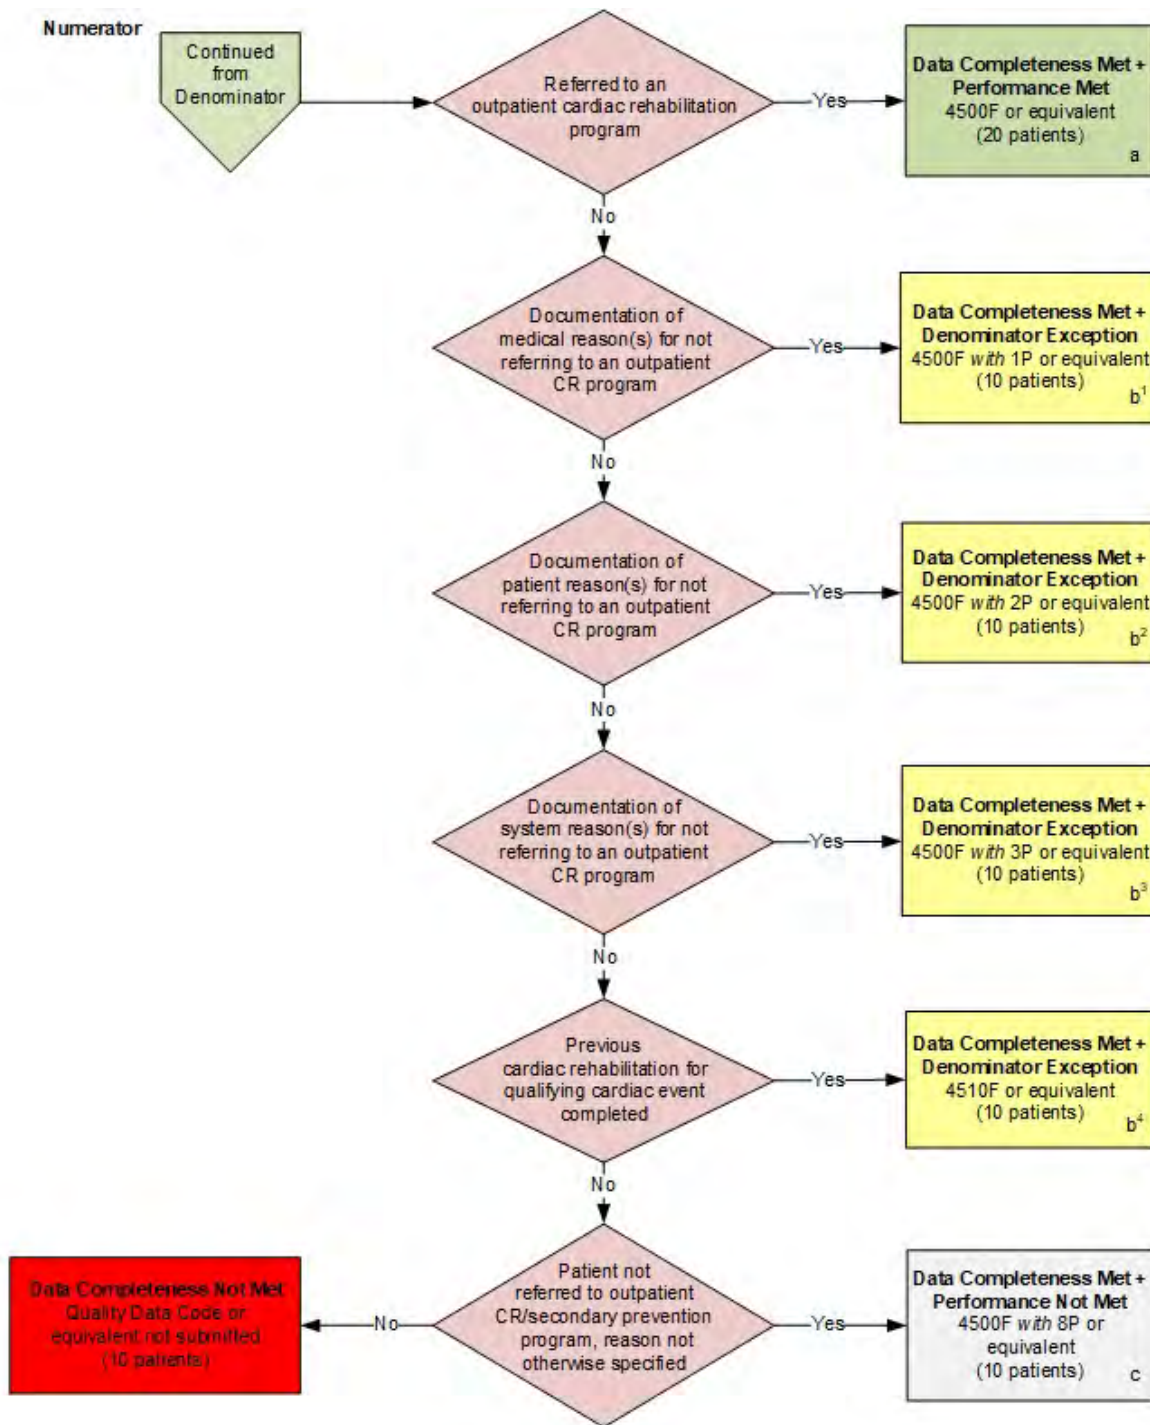 Numerator
Continued
from
Denominator
Referred to an
outpatient cardiac rehabilitation
program
Yes
Data Completeness Met +
Performance Met
4500F or equivalent
(20 patients)
a
No
Documentation of
medical reason(s) for not
referring to an outpatient
CR program
Yes
Data Completeness Met +
Denominator Exception
4500F with 1P or equivalent
(10 patients)
b¹
No
Documentation of
patient reason(s) for not
referring to an outpatient
CR program
Yes
Data Completeness Met +
Denominator Exception
4500F with 2P or equivalent
(10 patients)
b²
No
Documentation of
system reason(s) for not
referring to an outpatient
CR program
Yes
Data Completeness Met +
Denominator Exception
4500F with 3P or equivalent
(10 patients)
b³
No
Previous
cardiac rehabilitation for
qualifying cardiac event
completed
Yes
Data Completeness Met +
Denominator Exception
4510F or equivalent
(10 patients)
b⁴
No
Data Completeness Not Met
Quality Data Code or
equivalent not submitted
(10 patients)
No
Patient not
referred to outpatient
CR/secondary prevention
program, reason not
otherwise specified
Yes
Data Completeness Met +
Performance Not Met
4500F with 8P or
equivalent
(10 patients)
c